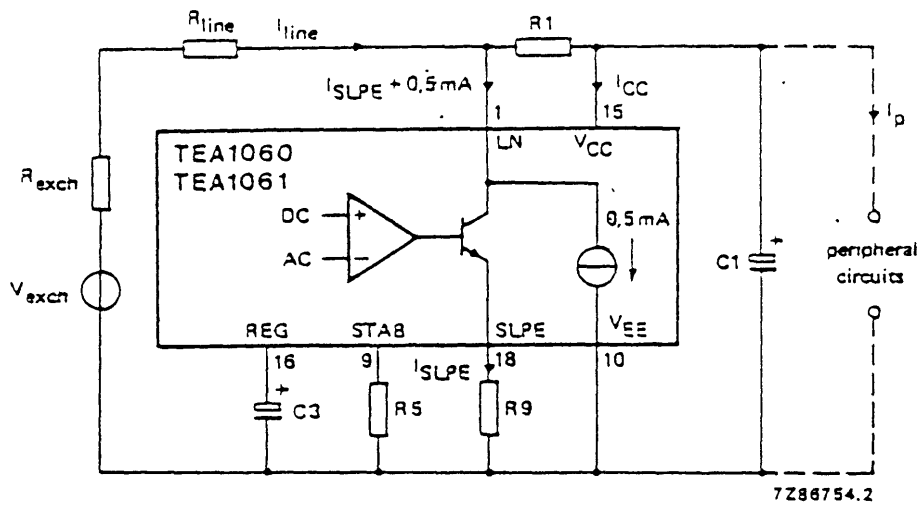 Rline
Iline
R1
ISLPE + 0,5mA
ICC
1
15
LN
VCC
Ip
TEA1060
TEA1061
Rexch
DC
AC
0,5mA
C1
+
peripheral
circuits
Vexch
REG
STAB
SLPE
VEE
16
9
ISLPE
18
10
+
C3
R5
R9
7Z86754.2